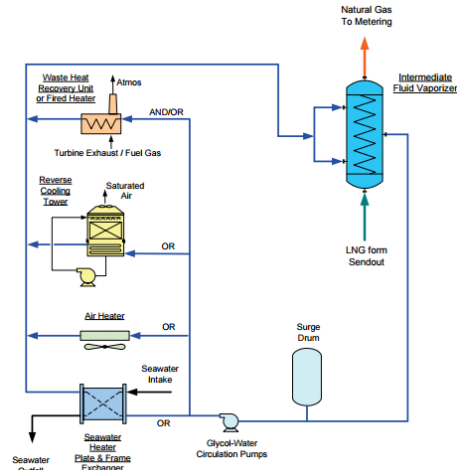 Natural Gas
To Metering
Waste Heat
Recovery Unit
or Fired Heater
Atmos
Intermediate
Fluid Vaporizer
AND/OR
Turbine Exhaust / Fuel Gas
Reverse
Cooling
Tower
Saturated
Air
OR
LNG form
Sendout
Air Heater
OR
Surge
Drum
Seawater
Intake
OR
Glycol-Water
Circulation Pumps
Seawater
Heater
Plate & Frame
Exchanger
Seawater
Outfall